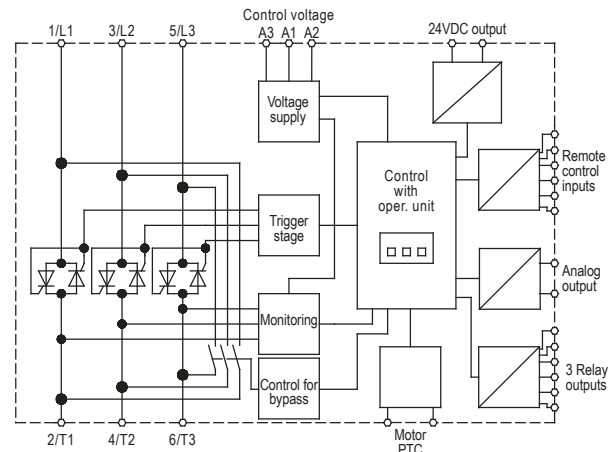 Control voltage
1/L1
3/L2
5/L3
A3
A1
A2
24VDC output
Voltage
supply
Control
with
oper. unit
Remote
control
inputs
Trigger
stage
Analog
output
Monitoring
Control for
bypass
3 Relay
outputs
2/T1
4/T2
6/T3
Motor
PTC